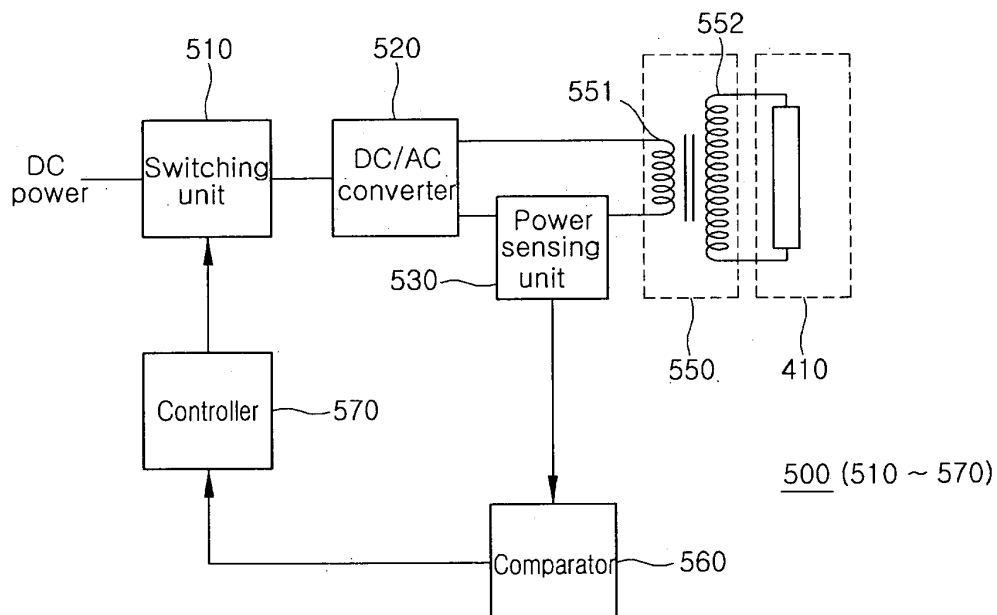 510
520
551
552
DC
power
Switching
unit
DC/AC
converter
Power
sensing
unit
530
550
410
Controller
570
500 (510 ~ 570)
Comparator
560